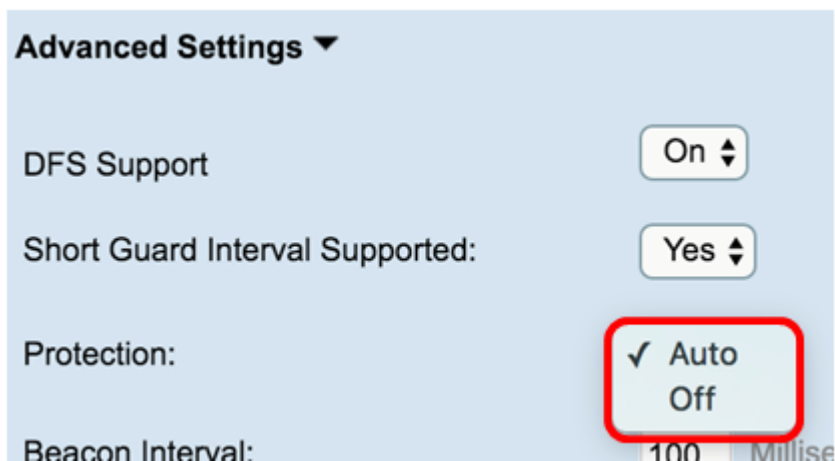 Advanced Settings
DFS Support On
Short Guard Interval Supported: Yes
Protection: ✓ Auto
Off
Beacon Interval: 100